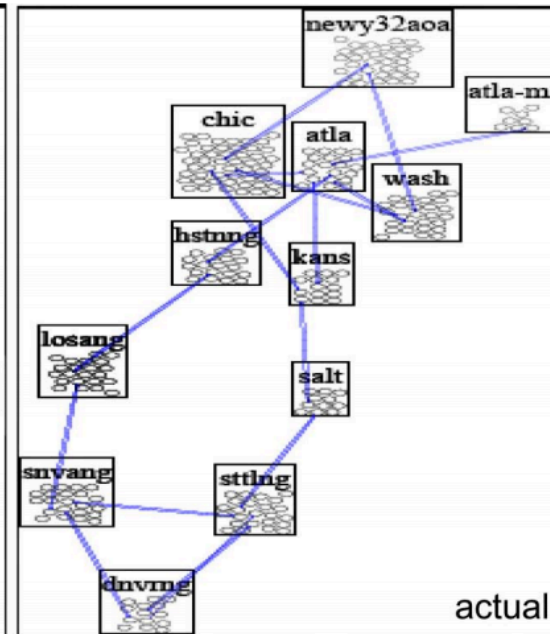 newy32aoa
atla-m
chic
atla
wash
hstnng
kans
losang
salt
snvang
sttlng
dnvrng
actual